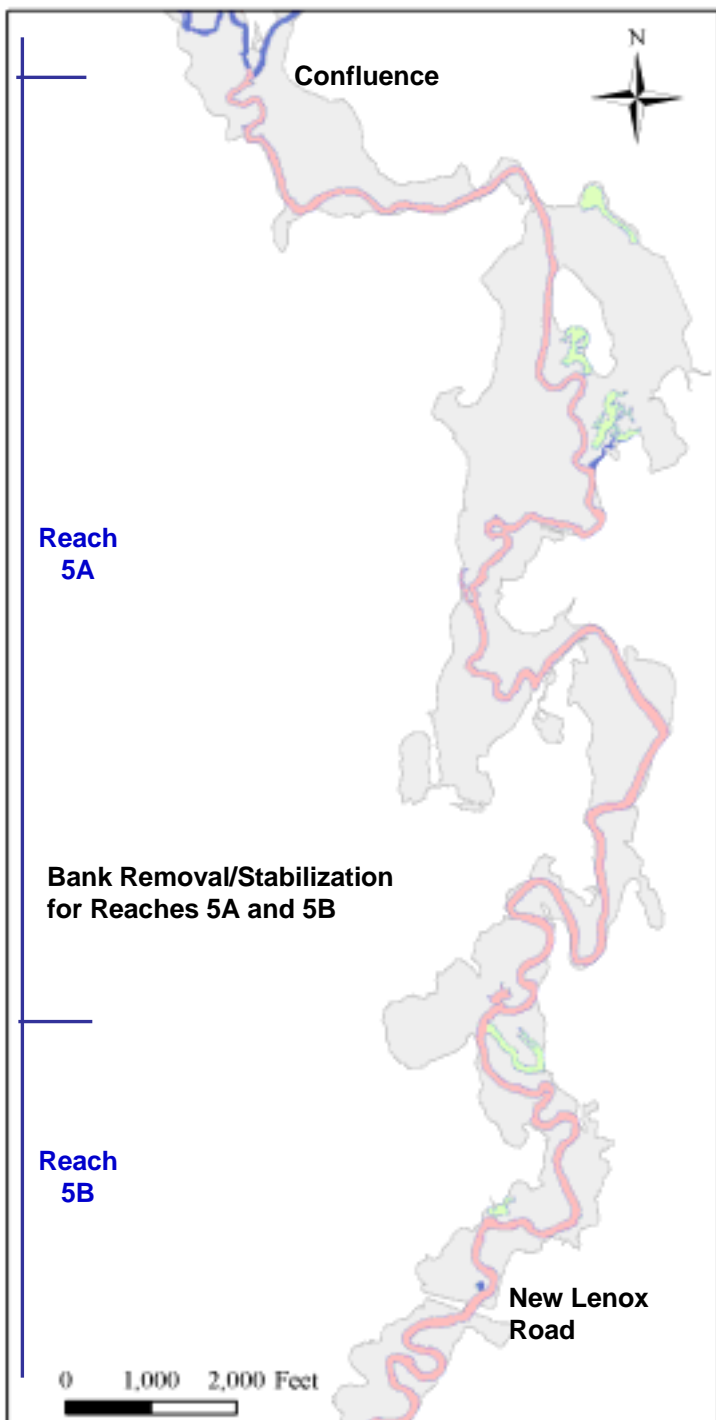 N
Confluence
Reach
5A
Bank Removal/Stabilization
for Reaches 5A and 5B
Reach
5B
New Lenox
Road
0 1,000 2,000 Feet